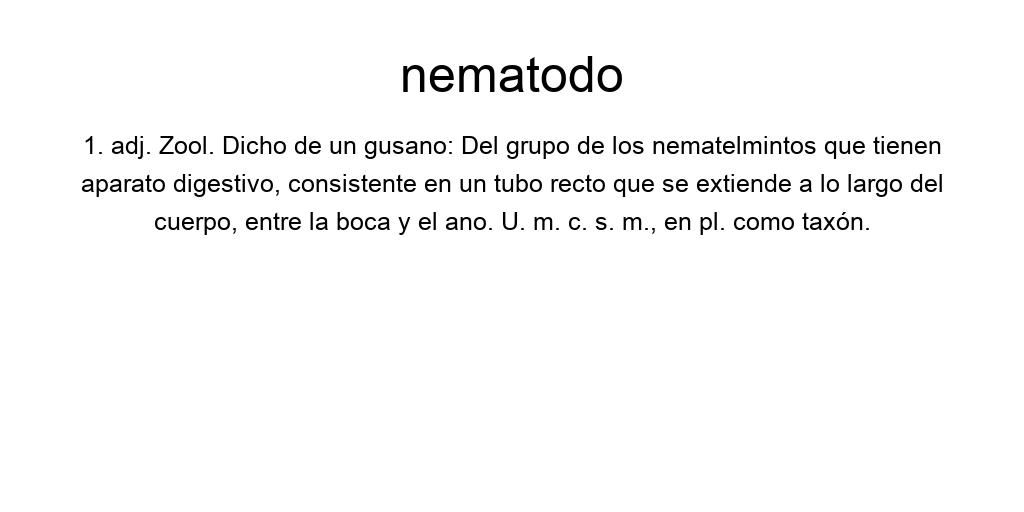 nematodo
1. adj. Zool. Dicho de un gusano: Del grupo de los nematelmintos que tienen
aparato digestivo, consistente en un tubo recto que se extiende a lo largo del
cuerpo, entre la boca y el ano. U. m. c. s. m., en pl. como taxón.